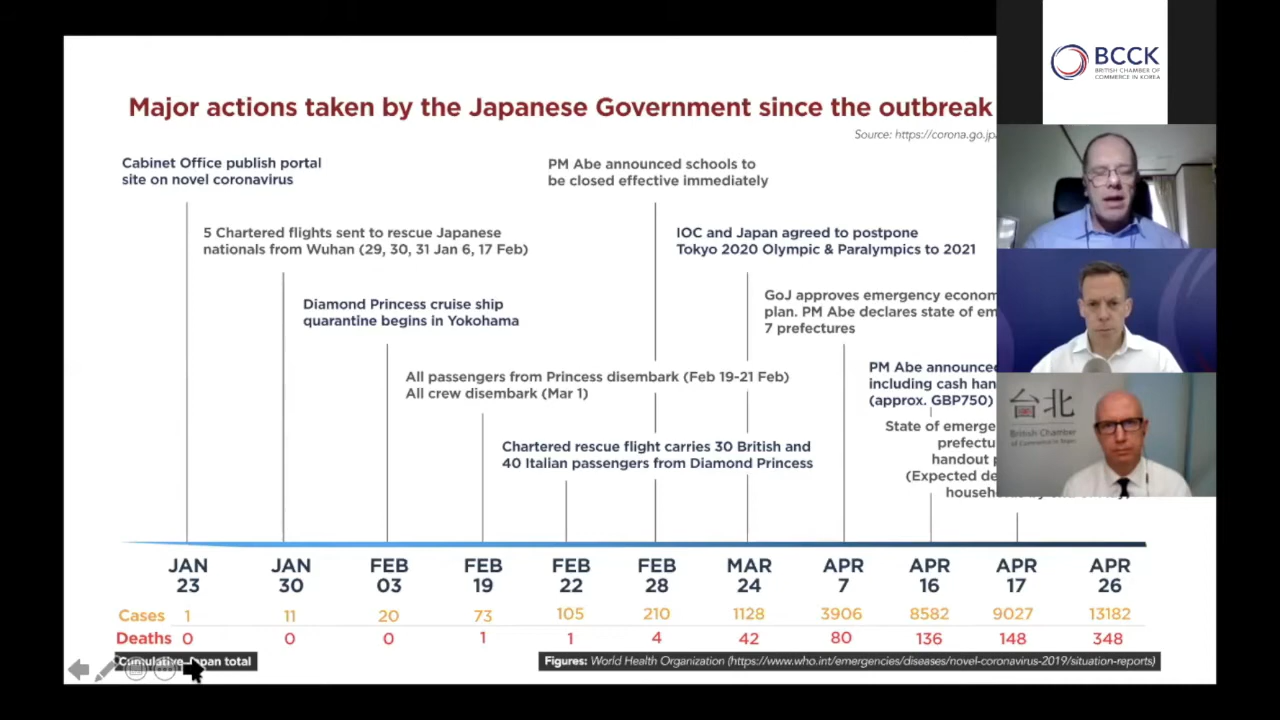 BCCK
BRITISH CHAMBER OF
COMMERCE IN KOREA
Major actions taken by the Japanese Government since the outbreak
Source: https://corona.go.jp
Cabinet Office publish portal
site on novel coronavirus
5 Chartered flights sent to rescue Japanese
nationals from Wuhan (29, 30, 31 Jan 6, 17 Feb)
Diamond Princess cruise ship
quarantine begins in Yokohama
All passengers from Princess disembark (Feb 19-21 Feb)
All crew disembark (Mar 1)
Chartered rescue flight carries 30 British and
40 Italian passengers from Diamond Princess
PM Abe announced schools to
be closed effective immediately
IOC and Japan agreed to postpone
Tokyo 2020 Olympic & Paralympics to 2021
GoJ approves emergency econom
plan. PM Abe declares state of em
7 prefectures
PM Abe announced
including cash han
(approx. GBP750)
State of emerge
prefectu
handout p
(Expected de
househ
台北
British Chamber
of Commerce in Taipei
JAN JAN FEB FEB FEB FEB MAR APR APR APR APR
23 30 03 19 22 28 24 7 16 17 26
Cases 1 11 20 73 105 210 1128 3906 8582 9027 13182
Deaths 0 0 0 1 1 4 42 80 136 148 348
Cumulative Japan total
Figures: World Health Organization (https://www.who.int/emergencies/diseases/novel-coronavirus-2019/situation-reports)